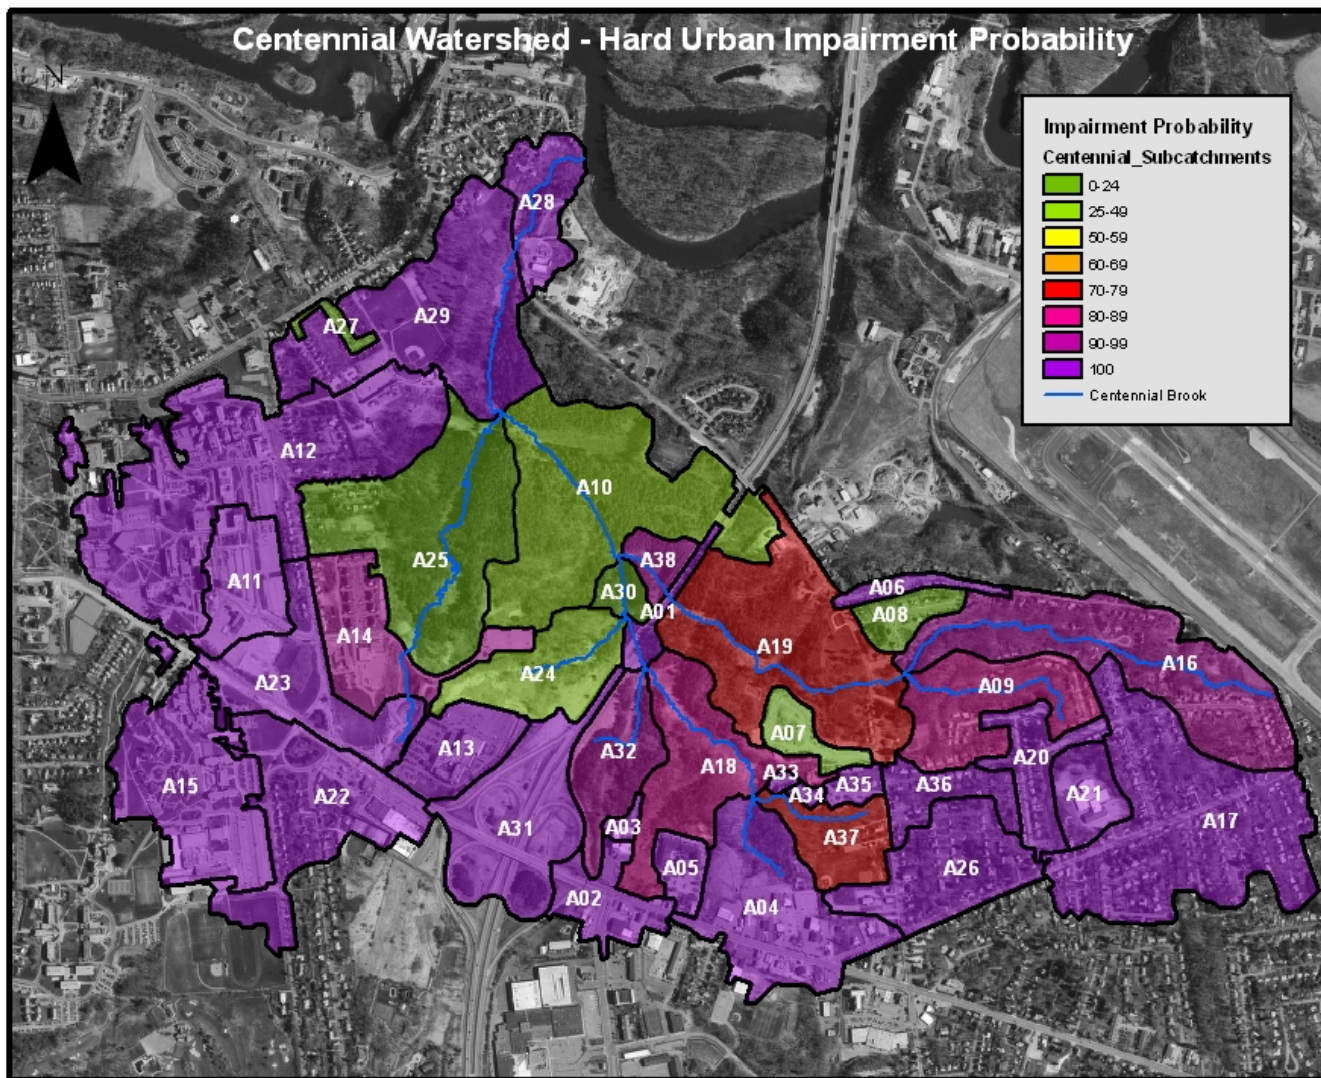 Centennial Watershed - Hard Urban Impairment Probability
N
Impairment Probability
Centennial_Subcatchments
0-24
25-49
50-59
60-69
70-79
80-89
90-99
100
Centennial Brook
A28
A29
A27
A12
A10
A25
A38
A11
A30
A01
A06
A08
A14
A19
A16
A24
A09
A23
A07
A13
A32
A18
A33
A20
A15
A22
A34
A35
A36
A21
A31
A03
A37
A17
A05
A26
A02
A04